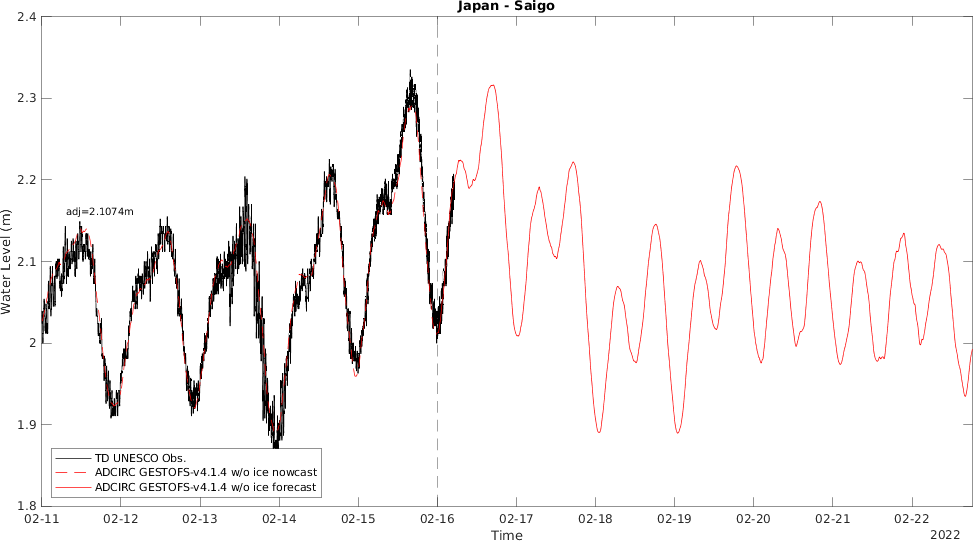 Japan - Saigo
2.4
2.3
2.2
2.1
2
1.9
1.8
Water Level (m)
adj=2.1074m
TD UNESCO Obs.
ADCIRC GESTOFS-v4.1.4 w/o ice nowcast
ADCIRC GESTOFS-v4.1.4 w/o ice forecast
02-11 02-12 02-13 02-14 02-15 02-16 02-17 02-18 02-19 02-20 02-21 02-22
Time
2022